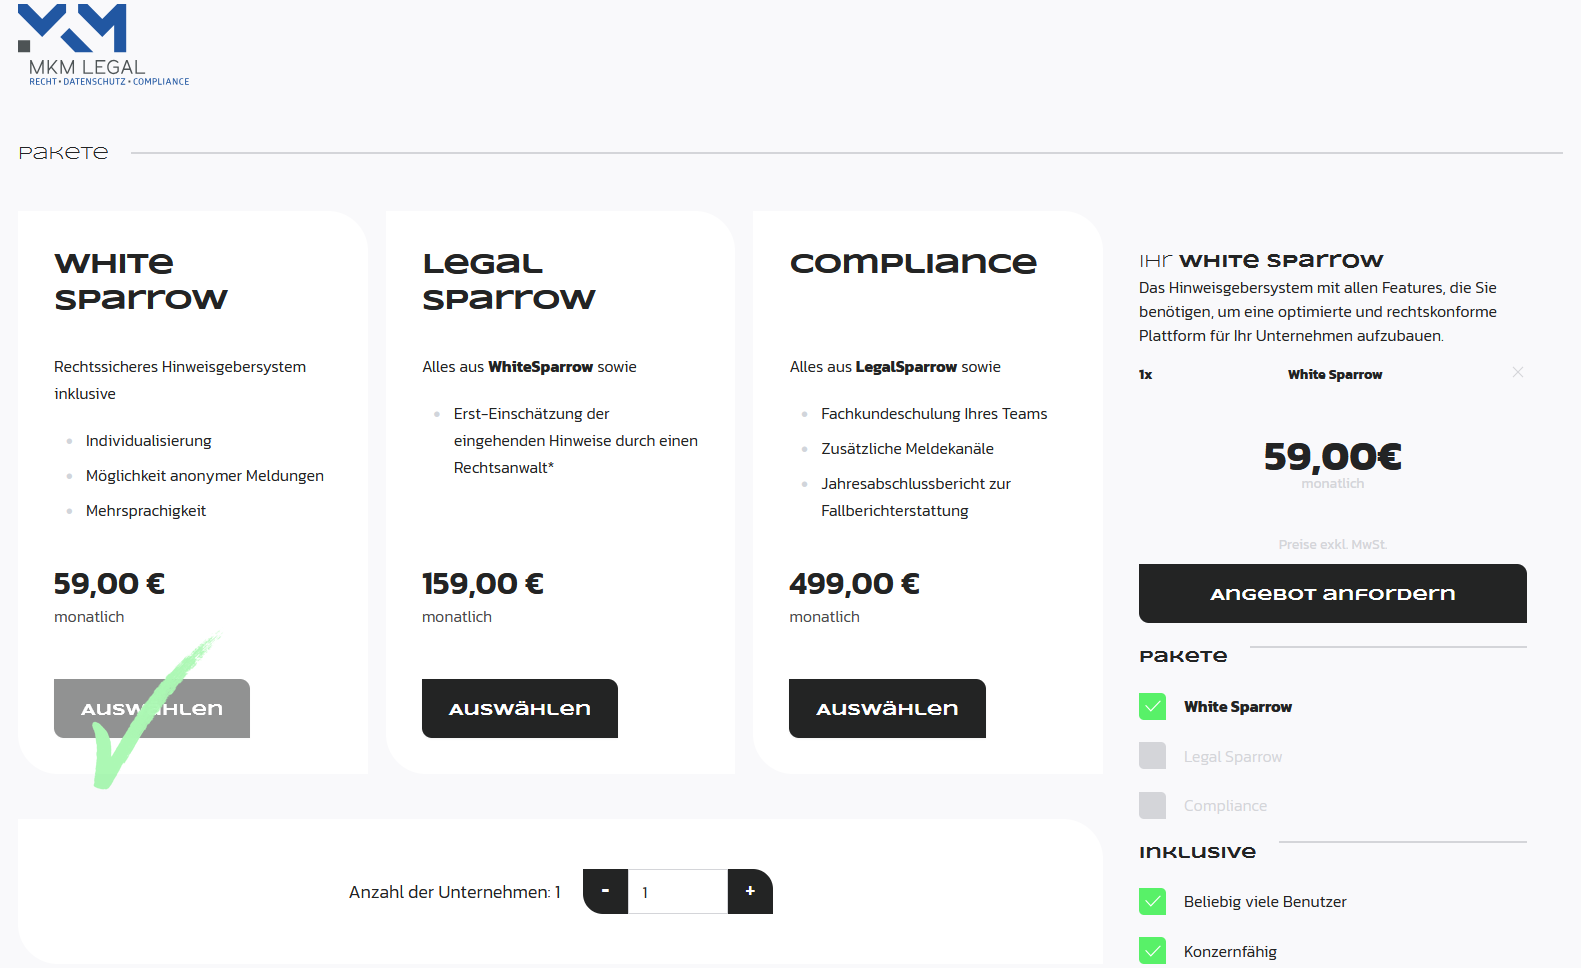 MKM LEGAL
RECHT • DATENSCHUTZ • COMPLIANCE
Pakete
White
Sparrow
Rechtssicheres Hinweisgebersystem
inklusive
Individualisierung
Möglichkeit anonymer Meldungen
Mehrsprachigkeit
59,00 €
monatlich
Auswählen
Legal
Sparrow
Alles aus WhiteSparrow sowie
Erst-Einschätzung der
eingehenden Hinweise durch einen
Rechtsanwalt*
159,00 €
monatlich
Auswählen
Compliance
Alles aus LegalSparrow sowie
Fachkundeschulung Ihres Teams
Zusätzliche Meldekanäle
Jahresabschlussbericht zur
Fallberichterstattung
499,00 €
monatlich
Auswählen
Anzahl der Unternehmen: 1
- 1 +
Ihr White Sparrow
Das Hinweisgebersystem mit allen Features, die Sie
benötigen, um eine optimierte und rechtskonforme
Plattform für Ihr Unternehmen aufzubauen.
1x White Sparrow
59,00€
monatlich
Preise exkl. MwSt.
Angebot anfordern
Pakete
White Sparrow
Legal Sparrow
Compliance
Inklusive
Beliebig viele Benutzer
Konzernfähig